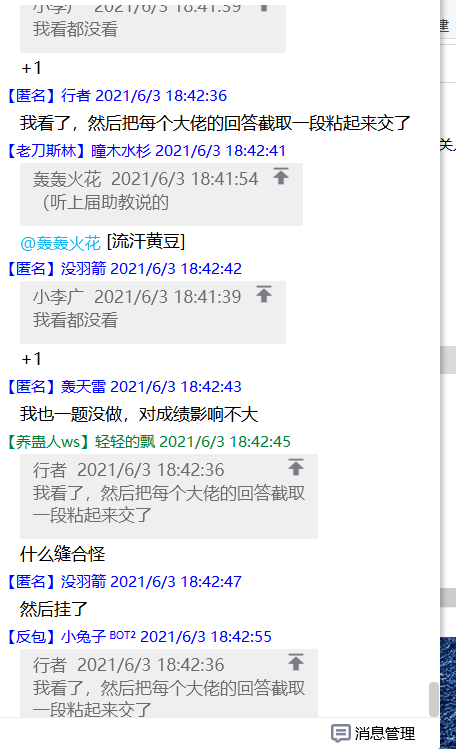 小李广 2021/6/3 18:41:39
我看都没看
+1
【匿名】行者 2021/6/3 18:42:36
我看了，然后把每个大佬的回答截取一段粘起来交了
【老刀斯林】瞳木水杉 2021/6/3 18:42:41
轰轰火花 2021/6/3 18:41:54
（听上届助教说的
@轰轰火花 [流汗黄豆]
【匿名】没羽箭 2021/6/3 18:42:42
小李广 2021/6/3 18:41:39
我看都没看
+1
【匿名】轰天雷 2021/6/3 18:42:43
我也一题没做，对成绩影响不大
【养蛊人ws】轻轻的飘 2021/6/3 18:42:45
行者 2021/6/3 18:42:36
我看了，然后把每个大佬的回答截取
一段粘起来交了
什么缝合怪
【匿名】没羽箭 2021/6/3 18:42:47
然后挂了
【反包】小兔子 BOT² 2021/6/3 18:42:55
行者 2021/6/3 18:42:36
我看了，然后把每个大佬的回答截取
一段粘起来交了
消息管理
建